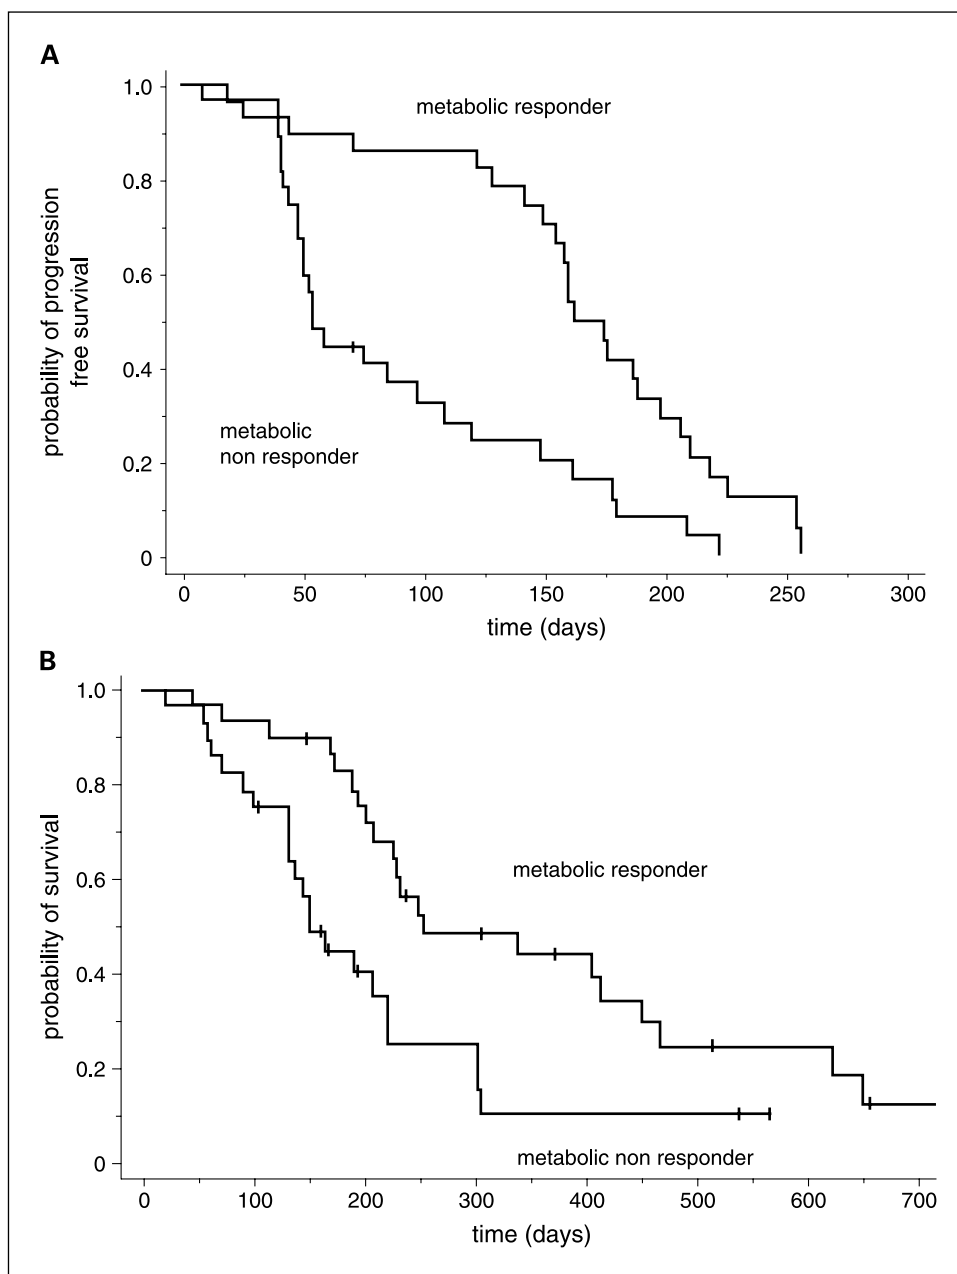 A
metabolic responder
metabolic
non responder
probability of progression
free survival
1.0
0.8
0.6
0.4
0.2
0
0 50 100 150 200 250 300
time (days)
B
metabolic responder
metabolic non responder
probability of survival
1.0
0.8
0.6
0.4
0.2
0
0 100 200 300 400 500 600 700
time (days)